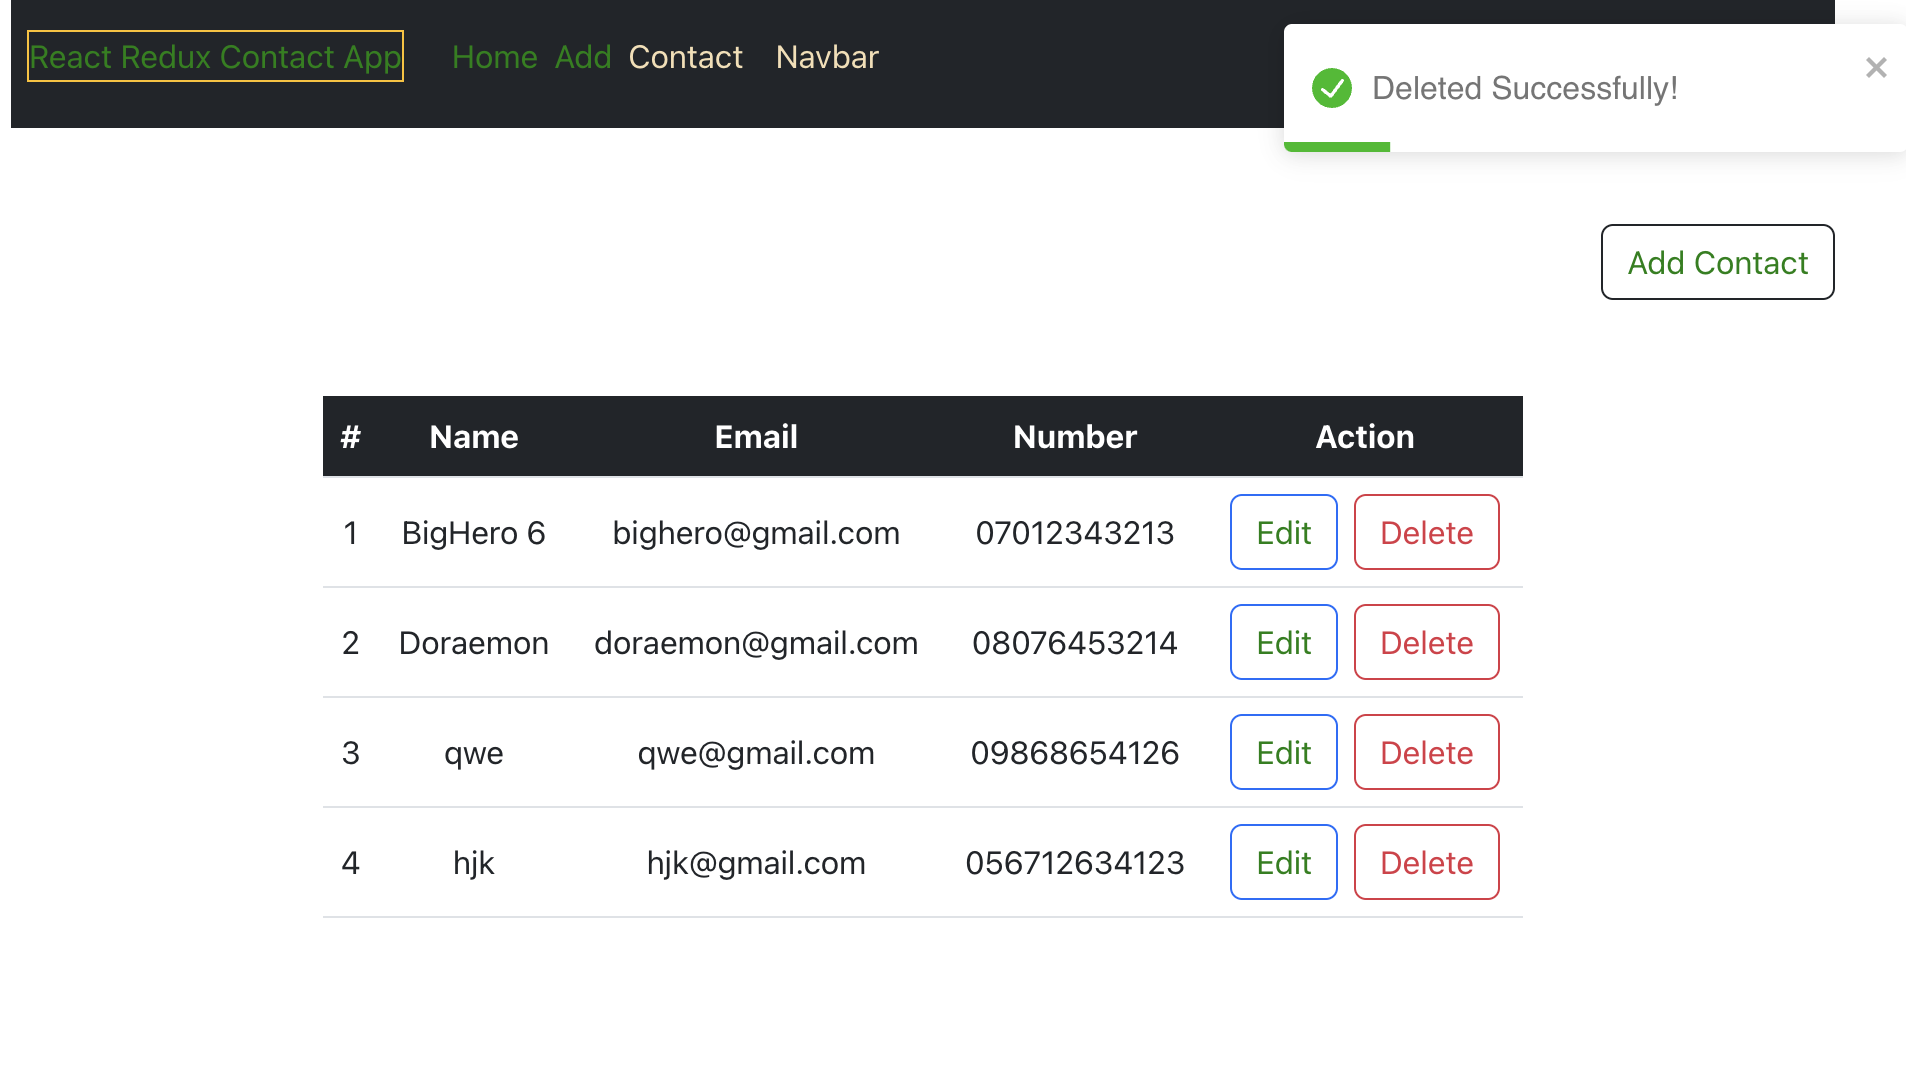 React Redux Contact App Home Add Contact Navbar
Deleted Successfully!
Add Contact
# Name Email Number Action
1 BigHero 6 bighero@gmail.com 07012343213 Edit Delete
2 Doraemon doraemon@gmail.com 08076453214 Edit Delete
3 qwe qwe@gmail.com 09868654126 Edit Delete
4 hjk hjk@gmail.com 056712634123 Edit Delete